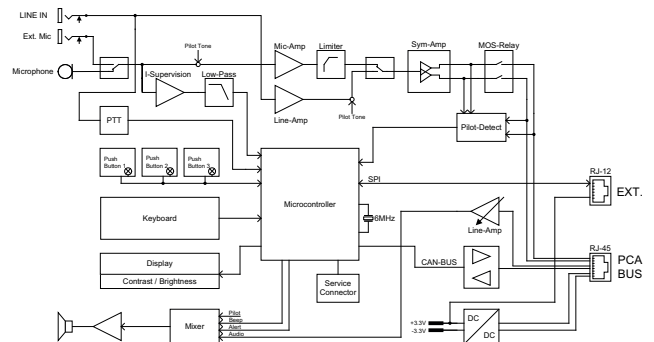 LINE IN
Ext. Mic
Microphone
Pilot Tone
I-Supervision
Low-Pass
Mic-Amp
Limiter
Line-Amp
Pilot Tone
Sym-Amp
MOS-Relay
PTT
Pilot-Detect
Push
Button 1
Push
Button 2
Push
Button 3
Microcontroller
SPI
RJ-12
EXT.
Keyboard
6MHz
Line-Amp
RJ-45
PCA
BUS
Display
Contrast / Brightness
CAN-BUS
Service
Connector
Mixer
Pilot
Beep
Alert
Audio
+3.3V
-3.3V
DC
DC